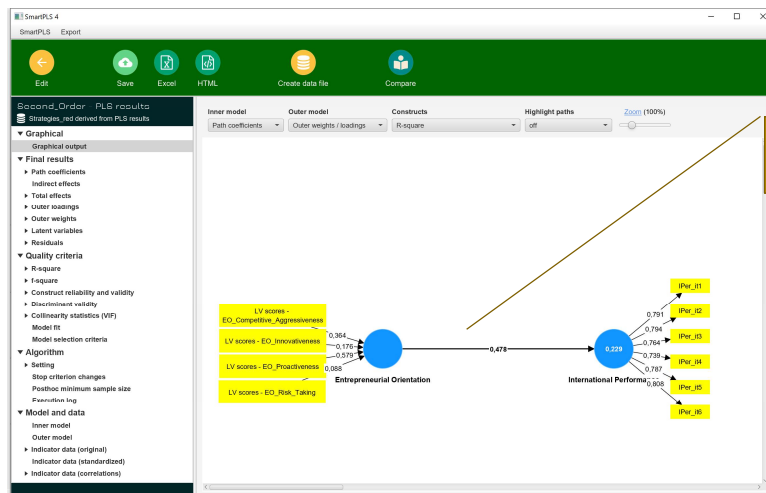 SmartPLS 4
SmartPLS Export
Edit Save Excel HTML Create data file Compare
Second_Order - PLS results
Strategies_red derived from PLS results
Graphical
Graphical output
Final results
Path coefficients
Indirect effects
Total effects
Outer loadings
Outer weights
Latent variables
Residuals
Quality criteria
R-square
f-square
Construct reliability and validity
Discriminant validity
Collinearity statistics (VIF)
Model fit
Model selection criteria
Algorithm
Setting
Stop criterion changes
Posthoc minimum sample size
Execution log
Model and data
Inner model
Outer model
Indicator data (original)
Indicator data (standardized)
Indicator data (correlations)
Inner model Outer model Constructs Highlight paths Zoom (100%)
Path coefficients Outer weights / loadings R-square off
LV scores -
EO_Competitive_Aggressiveness
LV scores - EO_Innovativeness
LV scores - EO_Proactiveness
LV scores - EO_Risk_Taking
0,364
0,176
0,579
0,088
Entrepreneurial Orientation
0,478
0,229
International Performa
0,791
0,794
0,764
0,739
0,787
0,808
IPer_it1
IPer_it2
IPer_it3
IPer_it4
IPer_it5
IPer_it6